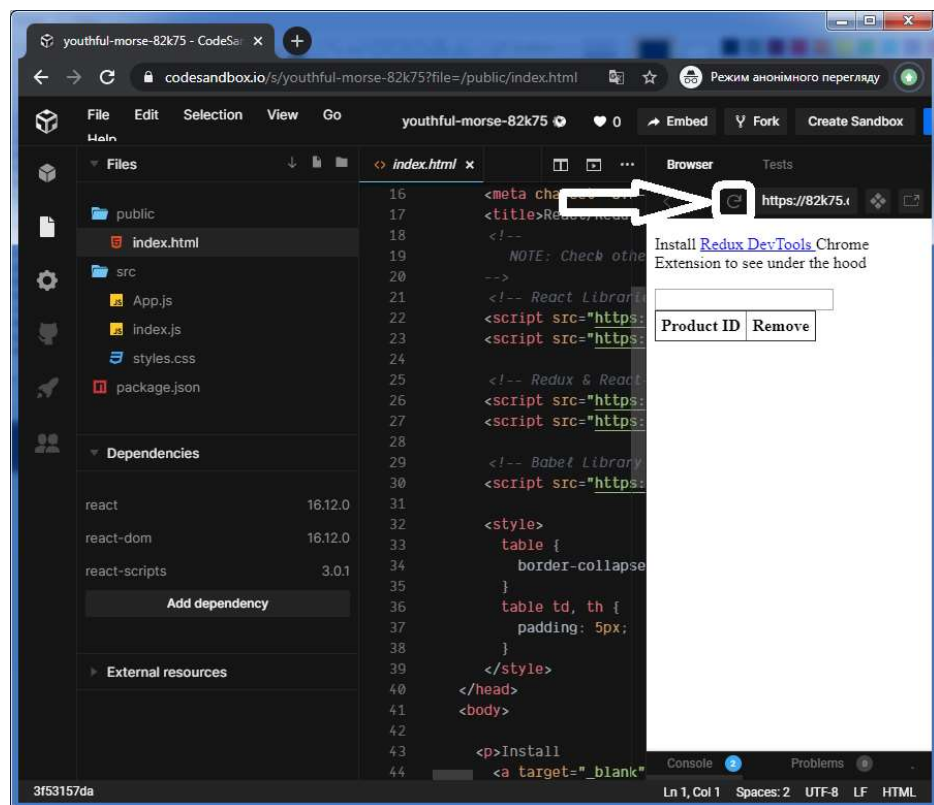 youthful-morse-82k75 - CodeSan
codesandbox.io/s/youthful-morse-82k75?file=/public/index.html
Режим анонімного перегляду
File Edit Selection View Go
Help
youthful-morse-82k75
0
Embed
Fork
Create Sandbox
Files
public
index.html
src
App.js
index.js
styles.css
package.json
Dependencies
react 16.12.0
react-dom 16.12.0
react-scripts 3.0.1
Add dependency
External resources
index.html
16 <meta
17 <title>React/Redu
18 <!--
19 NOTE: Check othe
20 -->
21 <!-- React Librari
22 <script src="https:
23 <script src="https:
24
25 <!-- Redux & React
26 <script src="https:
27 <script src="https:
28
29 <!-- Babel Library
30 <script src="https:
31
32 <style>
33 table {
34 border-collapse
35 }
36 table td, th {
37 padding: 5px;
38 }
39 </style>
40 </head>
41 <body>
42
43 <p>Install
44 <a target="_blank"
Browser Tests
https://82k75.
Install Redux DevTools Chrome
Extension to see under the hood
Product ID Remove
Console 2 Problems 0
3f53157da
Ln 1, Col 1 Spaces: 2 UTF-8 LF HTML